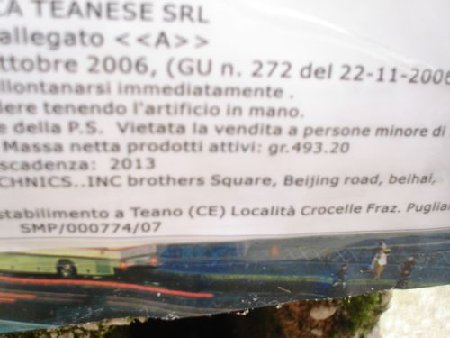 CA TEANESE SRL
allegato <<A>>
ttobre 2006, (GU n. 272 del 22-11-2006
llontanarsi immediatamente .
dere tenendo l'artificio in mano.
e della P.S. Vietata la vendita a persone minore di
Massa netta prodotti attivi: gr.493.20
scadenza: 2013
CHNICS..INC brothers Square, Beijing road, beihai,
stabilimento a Teano (CE) Località Crocelle Fraz. Puglian
SMP/000774/07